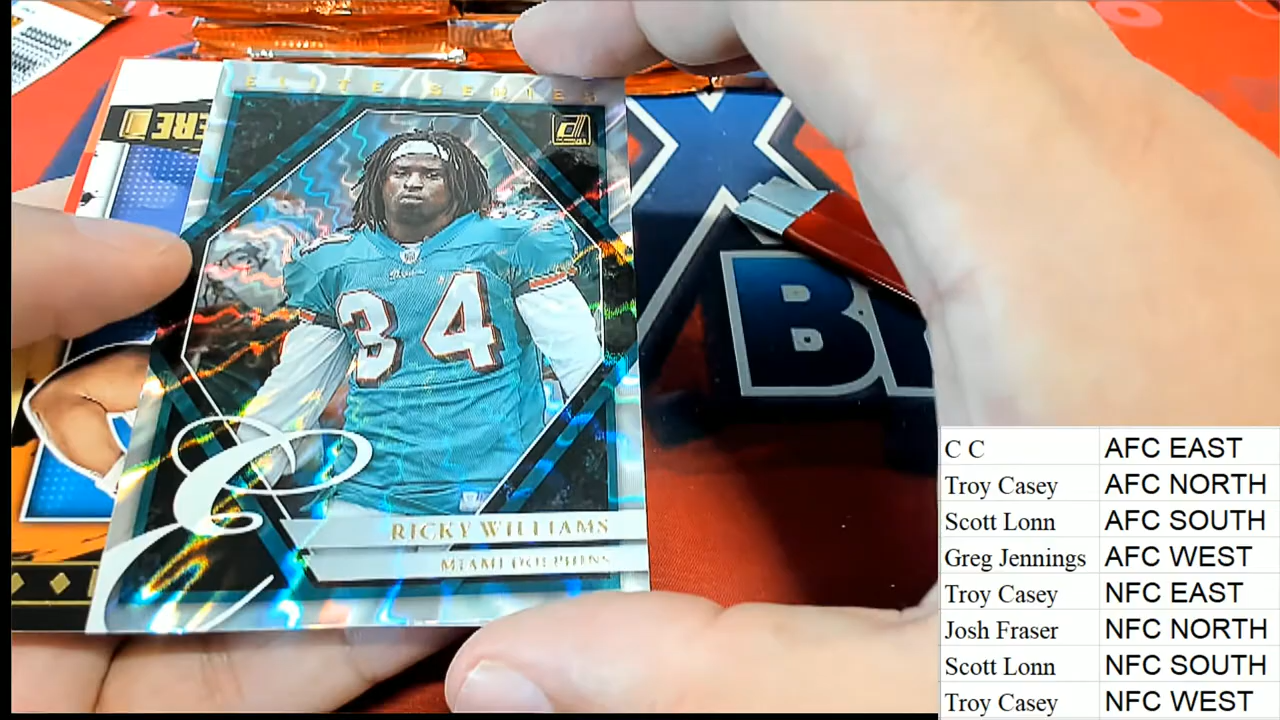 ELITE SERIES
ERE
34
RICKY WILLIAMS
MIAMI DOLPHINS
X
B
C C AFC EAST
Troy Casey AFC NORTH
Scott Lonn AFC SOUTH
Greg Jennings AFC WEST
Troy Casey NFC EAST
Josh Fraser NFC NORTH
Scott Lonn NFC SOUTH
Troy Casey NFC WEST